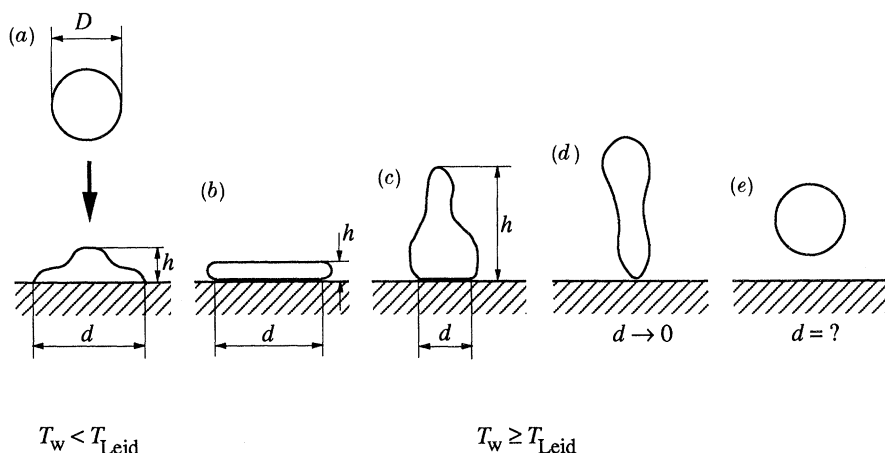 (a)
D
h
d
(b)
h
d
(c)
h
d
(d)
d → 0
(e)
d = ?
T_w < T_Leid
T_w ≥ T_Leid